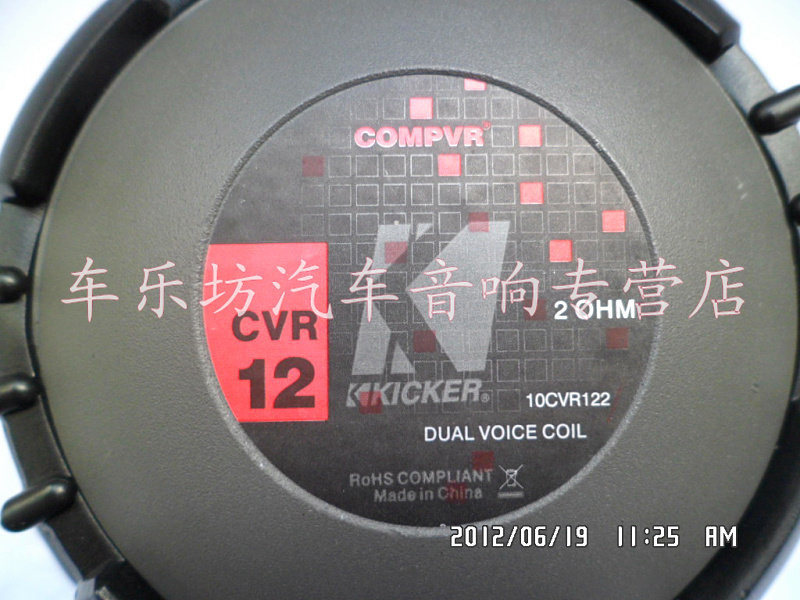 COMPVR®
车乐坊汽车音响专营店
2 OHM
CVR
12
KICKER®
10CVR122
DUAL VOICE COIL
RoHS COMPLIANT
Made in China
2012/06/19 11:25 AM